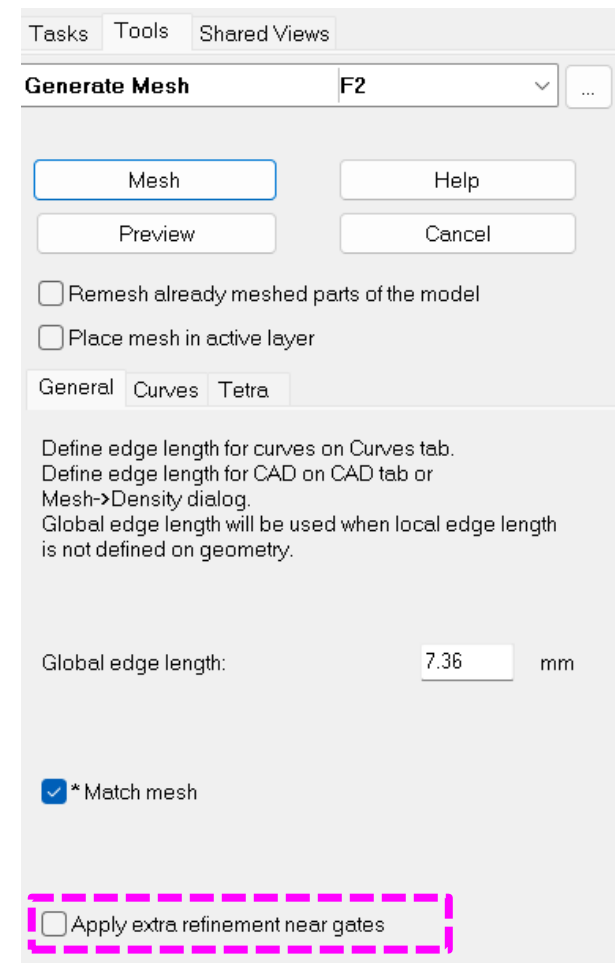 Tasks Tools Shared Views
Generate Mesh F2 ...
Mesh Help
Preview Cancel
Remesh already meshed parts of the model
Place mesh in active layer
General Curves Tetra
Define edge length for curves on Curves tab.
Define edge length for CAD on CAD tab or
Mesh->Density dialog.
Global edge length will be used when local edge length
is not defined on geometry.
Global edge length: 7.36 mm
* Match mesh
Apply extra refinement near gates